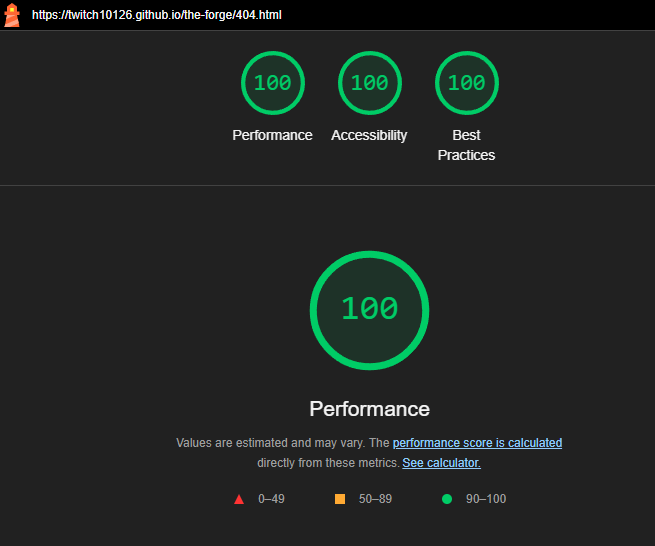 https://twitch10126.github.io/the-forge/404.html
100 100 100
Performance Accessibility Best
Practices
100
Performance
Values are estimated and may vary. The performance score is calculated
directly from these metrics. See calculator.
0–49 50–89 90–100